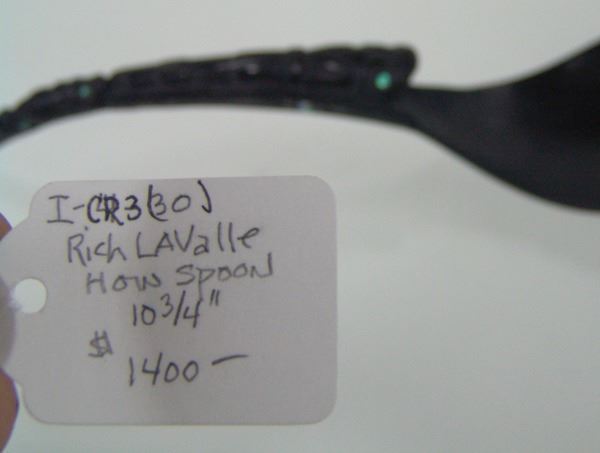 I-CR3(30)
Rich LAValle
Horn Spoon
10 3/4"
$ 1400 —